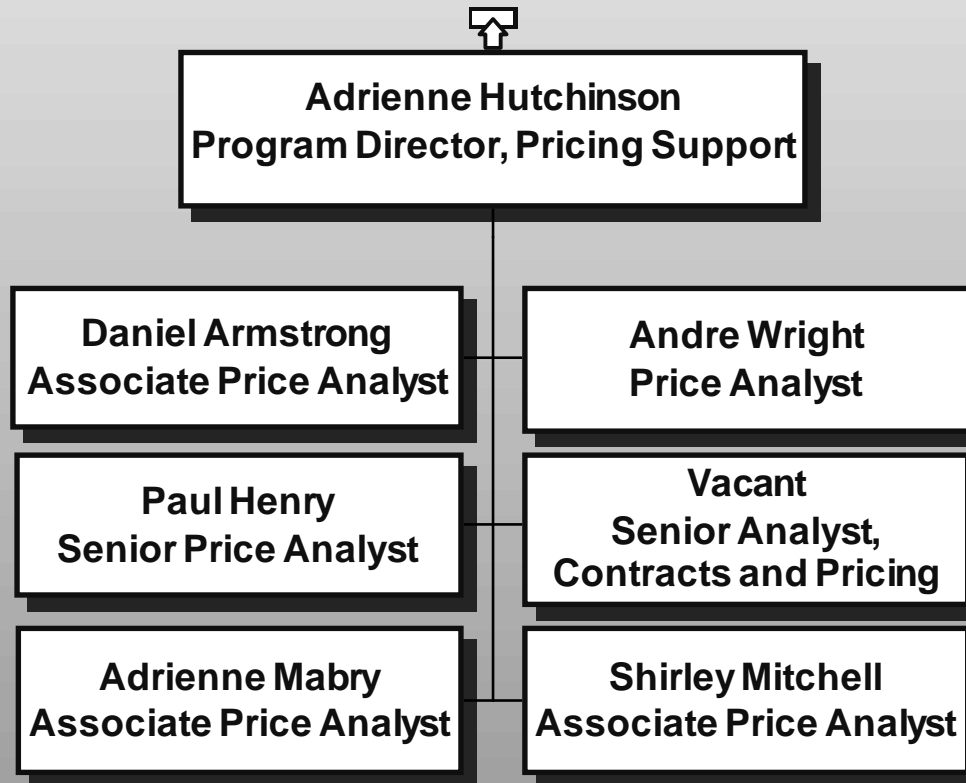 Adrienne Hutchinson
Program Director, Pricing Support
Daniel Armstrong
Associate Price Analyst
Andre Wright
Price Analyst
Paul Henry
Senior Price Analyst
Vacant
Senior Analyst,
Contracts and Pricing
Adrienne Mabry
Associate Price Analyst
Shirley Mitchell
Associate Price Analyst